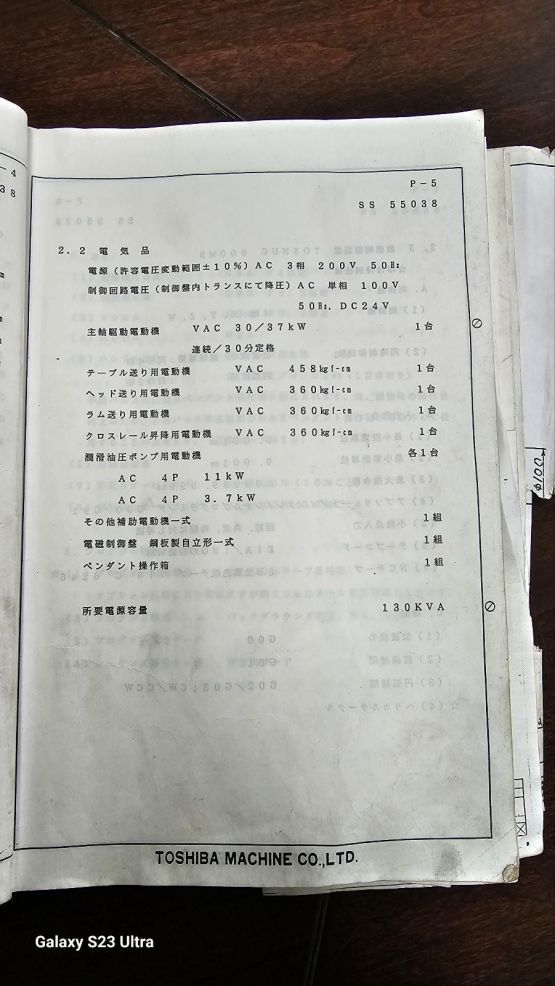 P-5
SS 55038
2.2 電気品
電源(許容電圧変動範囲±10%)AC 3相 200V 50Hz
制御回路電圧(制御盤内トランスにて降圧)AC 単相 100V
50Hz、DC24V
主軸駆動電動機 VAC 30/37kW 1台
連続/30分定格
テーブル送り用電動機 VAC 458kgf-cm 1台
ヘッド送り用電動機 VAC 360kgf-cm 1台
ラム送り用電動機 VAC 360kgf-cm 1台
クロスレール昇降用電動機 VAC 360kgf-cm 1台
潤滑油圧ポンプ用電動機 各1台
AC 4P 11kW
AC 4P 3.7kW
その他補助電動機一式 1組
電磁制御盤 鋼板製自立形一式 1組
ペンダント操作箱 1組
所要電源容量 130KVA
TOSHIBA MACHINE CO.,LTD.
Galaxy S23 Ultra